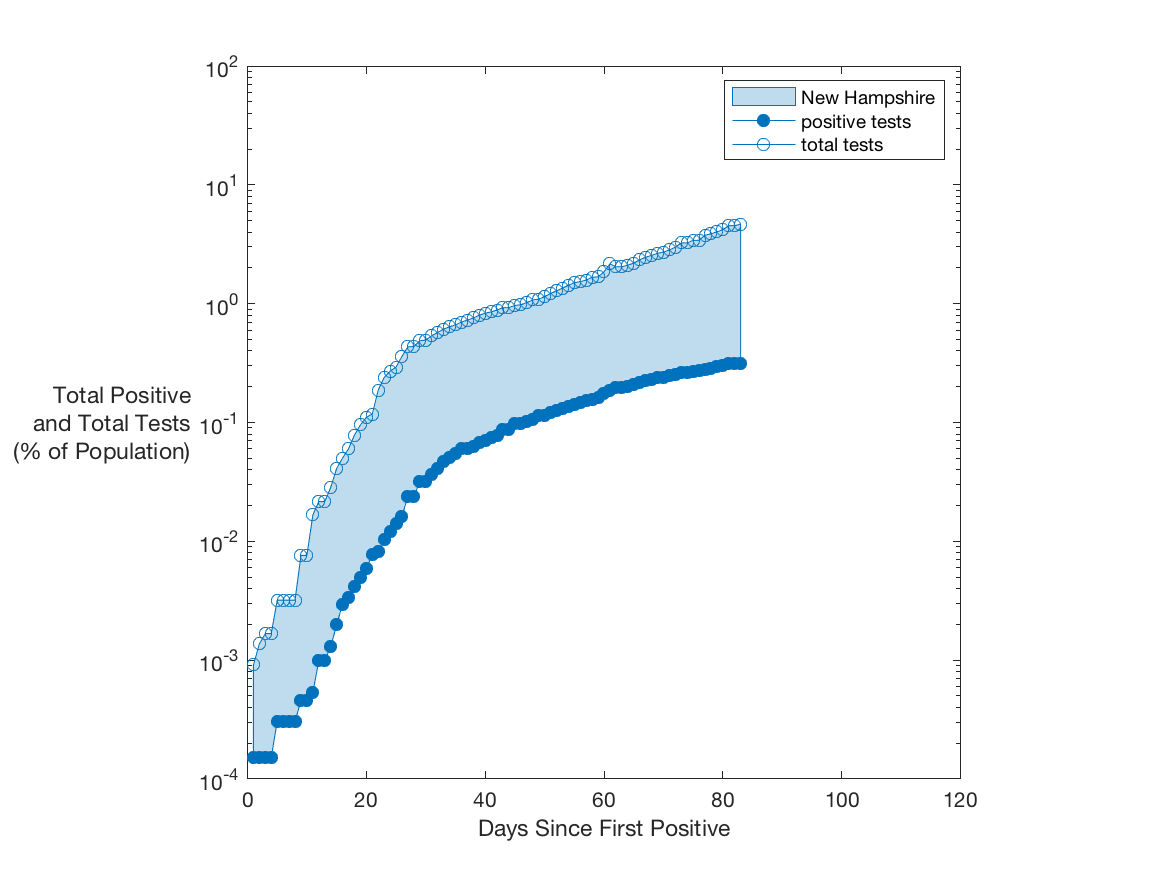 10^2
10^1
10^0
10^-1
10^-2
10^-3
10^-4
Total Positive
and Total Tests
(% of Population)
New Hampshire
positive tests
total tests
0 20 40 60 80 100 120
Days Since First Positive